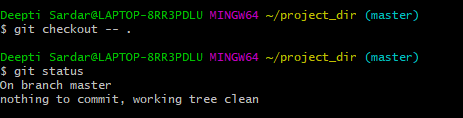 Deepti Sardar@LAPTOP-8RR3PDLU MINGW64 ~/project_dir (master)
$ git checkout -- .
Deepti Sardar@LAPTOP-8RR3PDLU MINGW64 ~/project_dir (master)
$ git status
On branch master
nothing to commit, working tree clean